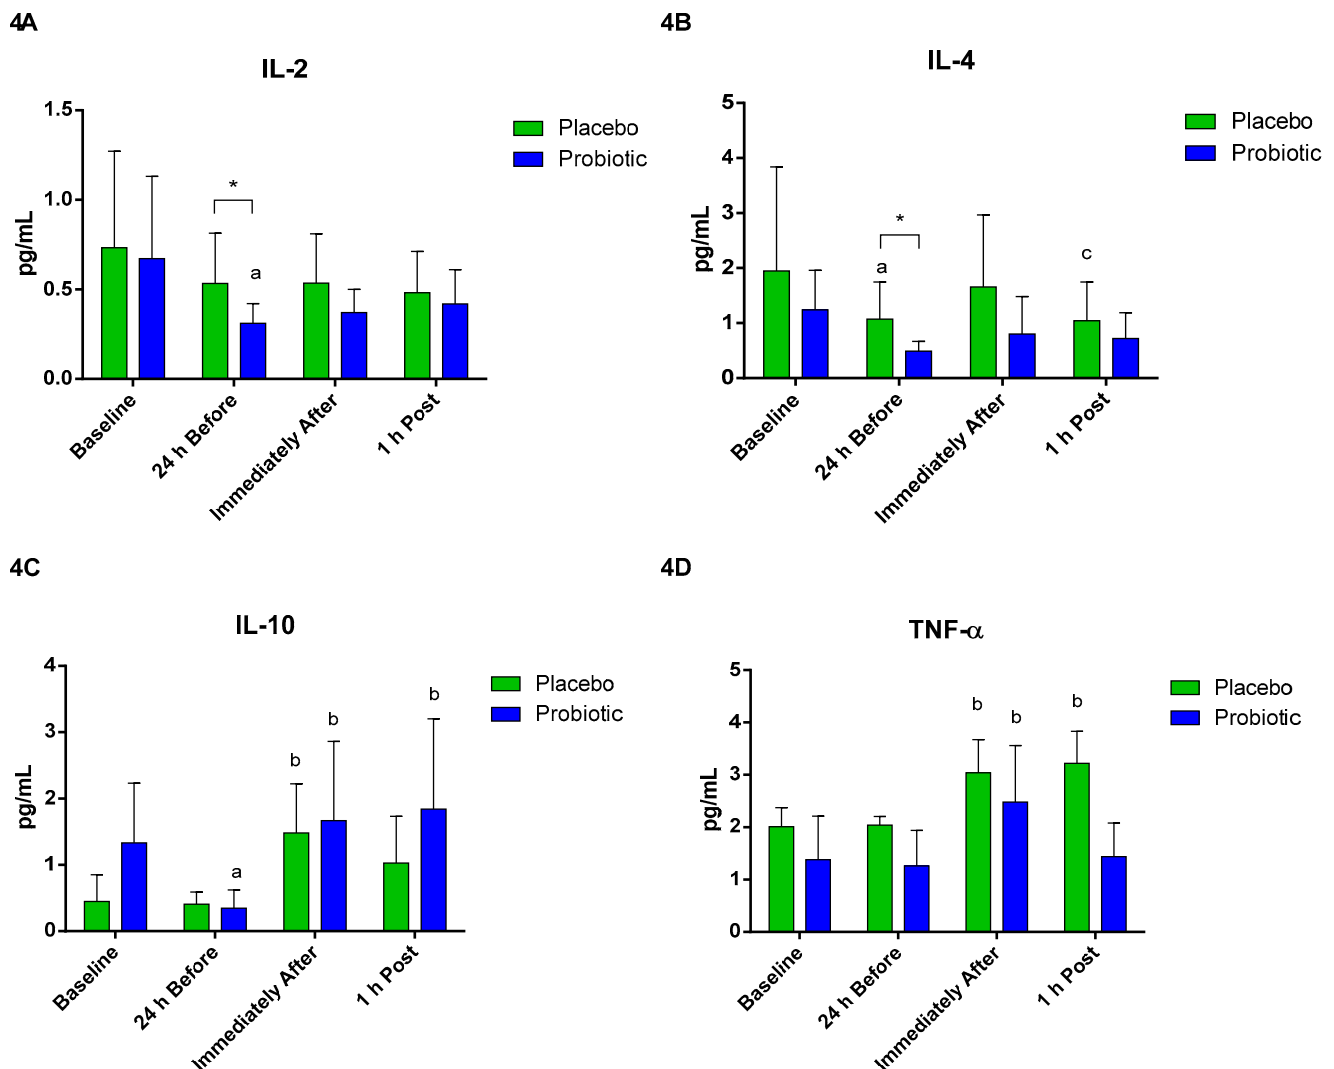 4A
IL-2
1.5
1.0
0.5
0.0
pg/mL
*
a
Placebo
Probiotic
Baseline
24 h Before
Immediately After
1 h Post
4B
IL-4
5
4
3
2
1
0
pg/mL
a
*
c
Placebo
Probiotic
Baseline
24 h Before
Immediately After
1 h Post
4C
IL-10
4
3
2
1
0
pg/mL
a
b
b
b
Placebo
Probiotic
Baseline
24 h Before
Immediately After
1 h Post
4D
TNF-α
5
4
3
2
1
0
pg/mL
b
b
b
Placebo
Probiotic
Baseline
24 h Before
Immediately After
1 h Post